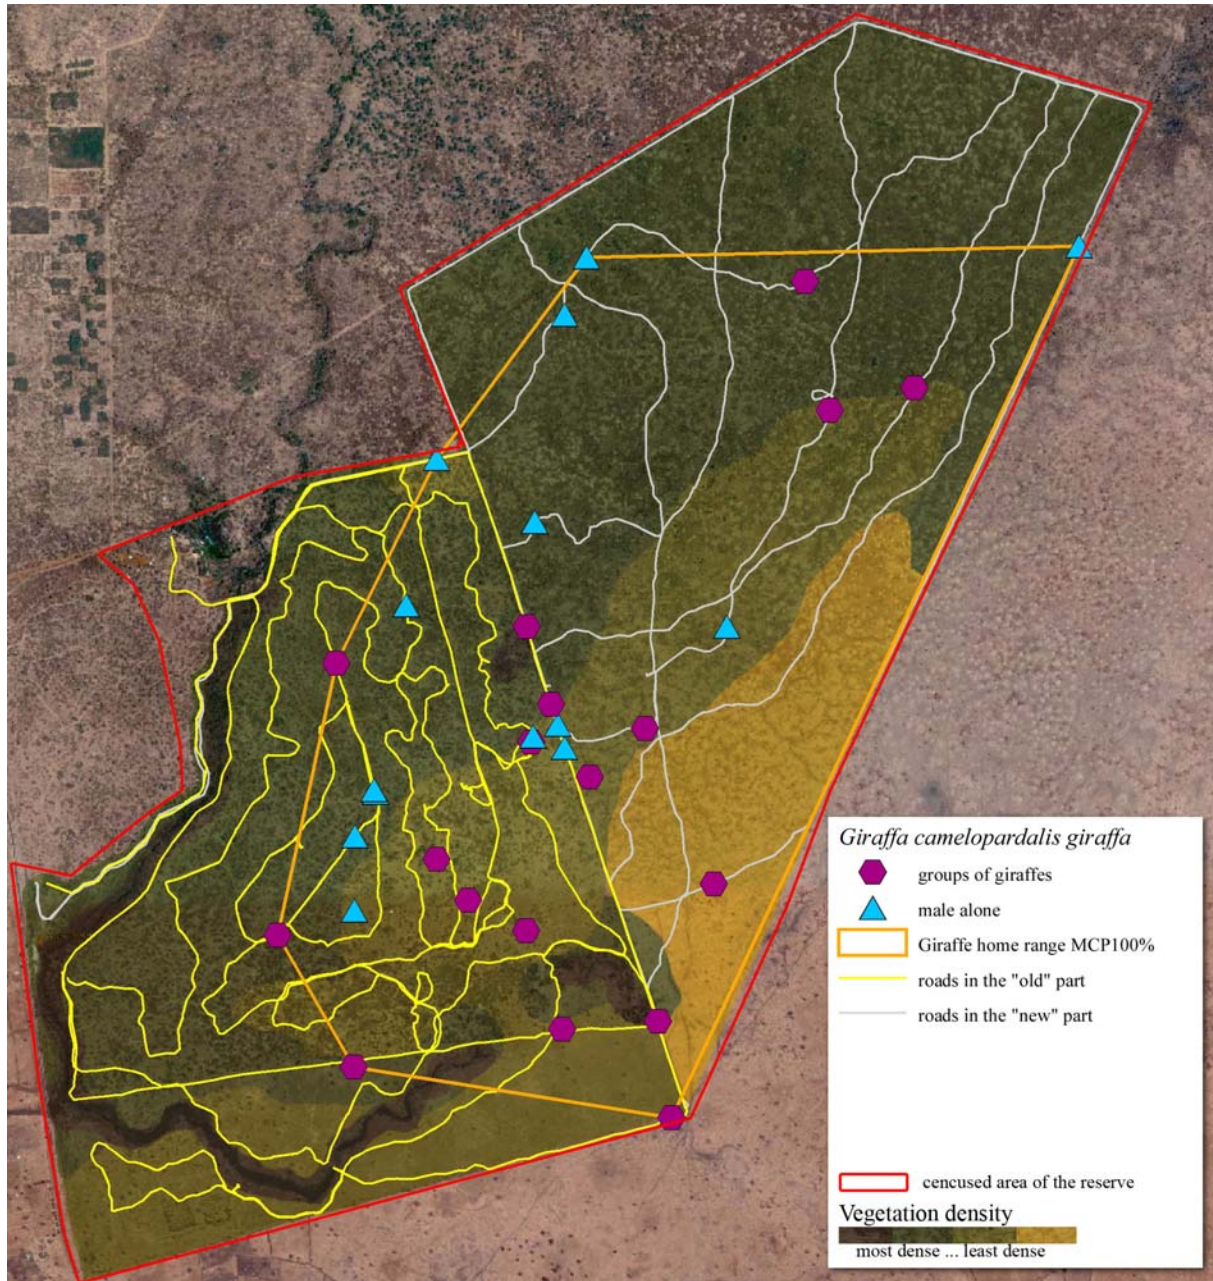 Giraffa camelopardalis giraffa
groups of giraffes
male alone
Giraffe home range MCP100%
roads in the "old" part
roads in the "new" part
cencused area of the reserve
Vegetation density
most dense ... least dense